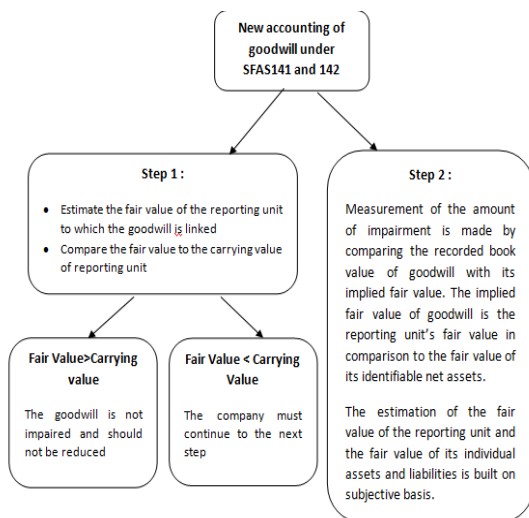 New accounting of
goodwill under
SFAS141 and 142
Step 1 :
• Estimate the fair value of the reporting unit
to which the goodwill is linked
• Compare the fair value to the carrying value
of reporting unit
Fair Value>Carrying
value
The goodwill is not
impaired and should
not be reduced
Fair Value < Carrying
Value
The company must
continue to the next
step
Step 2 :
Measurement of the amount
of impairment is made by
comparing the recorded book
value of goodwill with its
implied fair value. The implied
fair value of goodwill is the
reporting unit's fair value in
comparison to the fair value of
its identifiable net assets.
The estimation of the fair
value of the reporting unit and
the fair value of its individual
assets and liabilities is built on
subjective basis.